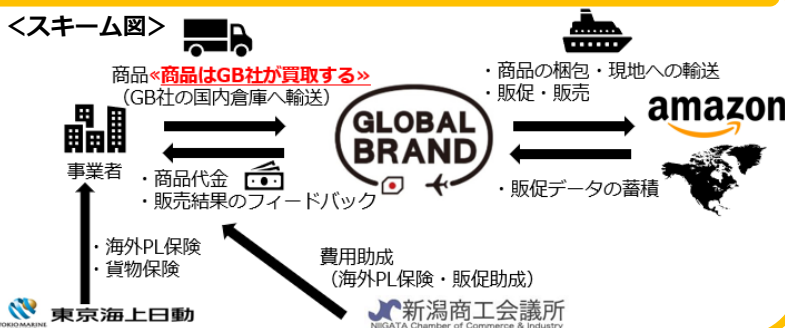 ＜スキーム図＞
商品≪商品はGB社が買取する≫
（GB社の国内倉庫へ輸送）
・商品の梱包・現地への輸送
・販促・販売
GLOBAL
BRAND
amazon
事業者
・商品代金
・販売結果のフィードバック
・販促データの蓄積
・海外PL保険
・貨物保険
費用助成
（海外PL保険・販促助成）
TOKIO MARINE
東京海上日動
新潟商工会議所
NIIGATA Chamber of Commerce & Industry